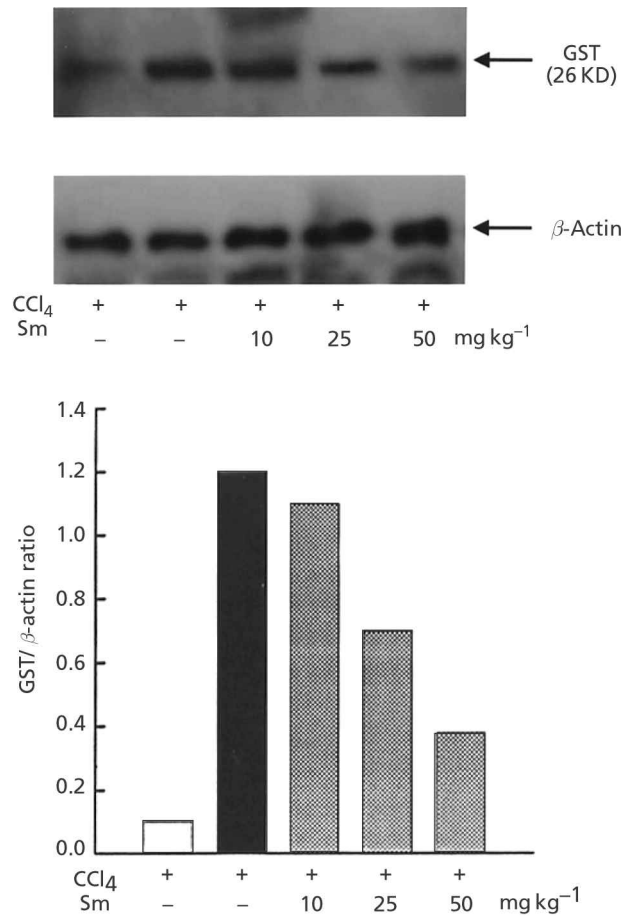 GST
(26 KD)
β-Actin
CCl₄ + + + + +
Sm – – 10 25 50 mg kg⁻¹
1.4
1.2
1.0
0.8
0.6
0.4
0.2
0.0
GST/ β-actin ratio
CCl₄ + + + + +
Sm – – 10 25 50 mg kg⁻¹